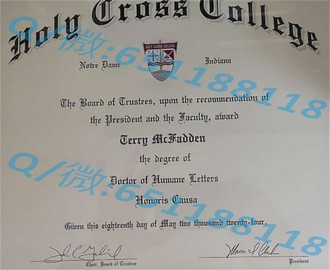 Holy Cross College
Notre Dame Indiana
The Board of Trustees, upon the recommendation of
the President and the Faculty, award
Terry McFadden
the degree of
Doctor of Humane Letters
Honoris Causa
Given this eighteenth day of May two thousand twenty-four.
Chair, Board of Trustees President
Q/微:651188118
Q/微:651188118